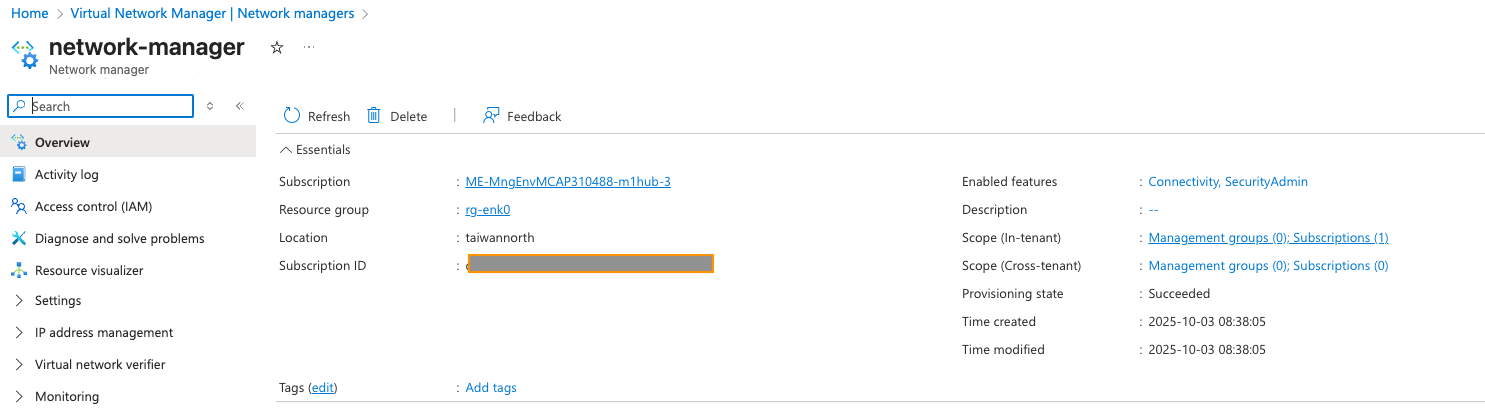 Home > Virtual Network Manager | Network managers >
network-manager
Network manager
Search
Overview
Activity log
Access control (IAM)
Diagnose and solve problems
Resource visualizer
Settings
IP address management
Virtual network verifier
Monitoring
Refresh Delete | Feedback
Essentials
Subscription : ME-MngEnvMCAP310488-m1hub-3
Resource group : rg-enk0
Location : taiwannorth
Subscription ID :
Enabled features : Connectivity, SecurityAdmin
Description : --
Scope (In-tenant) : Management groups (0); Subscriptions (1)
Scope (Cross-tenant) : Management groups (0); Subscriptions (0)
Provisioning state : Succeeded
Time created : 2025-10-03 08:38:05
Time modified : 2025-10-03 08:38:05
Tags (edit) : Add tags